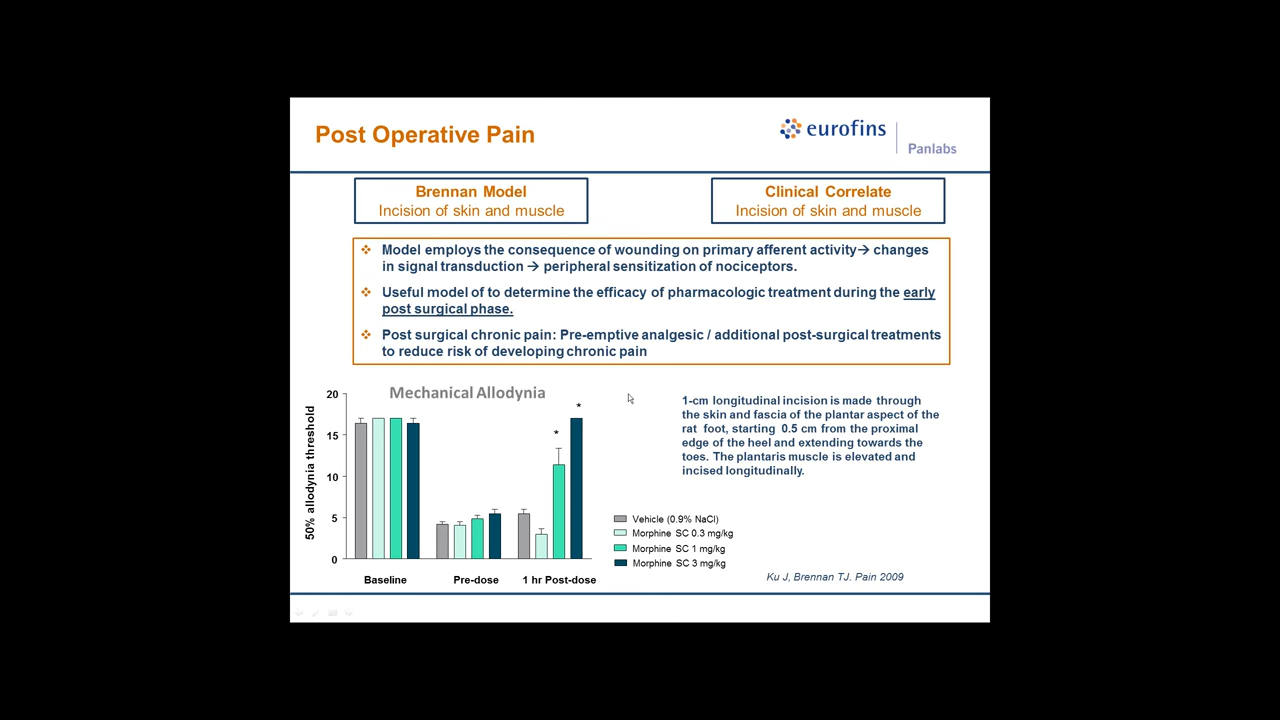 Post Operative Pain
eurofins
Panlabs
Brennan Model
Incision of skin and muscle
Clinical Correlate
Incision of skin and muscle
Model employs the consequence of wounding on primary afferent activity→ changes
in signal transduction → peripheral sensitization of nociceptors.
Useful model of to determine the efficacy of pharmacologic treatment during the early
post surgical phase.
Post surgical chronic pain: Pre-emptive analgesic / additional post-surgical treatments
to reduce risk of developing chronic pain
Mechanical Allodynia
50% allodynia threshold
20
15
10
5
0
*
*
Baseline
Pre-dose
1 hr Post-dose
Vehicle (0.9% NaCl)
Morphine SC 0.3 mg/kg
Morphine SC 1 mg/kg
Morphine SC 3 mg/kg
1-cm longitudinal incision is made through
the skin and fascia of the plantar aspect of the
rat foot, starting 0.5 cm from the proximal
edge of the heel and extending towards the
toes. The plantaris muscle is elevated and
incised longitudinally.
Ku J, Brennan TJ. Pain 2009